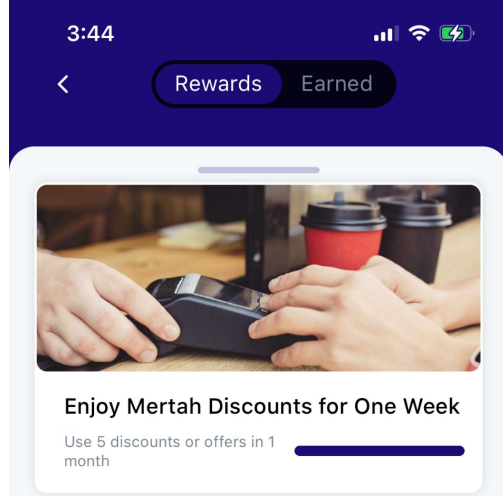 3:44
Rewards Earned
Enjoy Mertah Discounts for One Week
Use 5 discounts or offers in 1
month